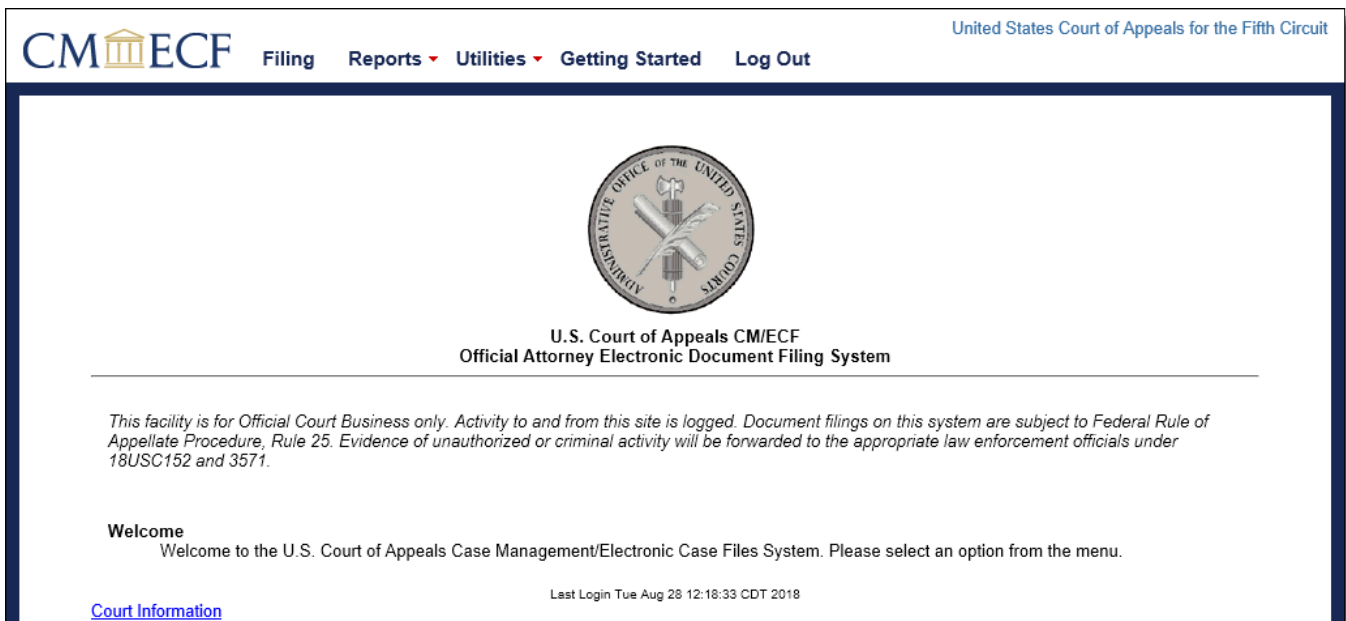 United States Court of Appeals for the Fifth Circuit
CM ECF Filing Reports Utilities Getting Started Log Out
ADMINISTRATIVE OFFICE OF THE UNITED STATES COURTS
U.S. Court of Appeals CM/ECF
Official Attorney Electronic Document Filing System
This facility is for Official Court Business only. Activity to and from this site is logged. Document filings on this system are subject to Federal Rule of
Appellate Procedure, Rule 25. Evidence of unauthorized or criminal activity will be forwarded to the appropriate law enforcement officials under
18USC152 and 3571.
Welcome
Welcome to the U.S. Court of Appeals Case Management/Electronic Case Files System. Please select an option from the menu.
Last Login Tue Aug 28 12:18:33 CDT 2018
Court Information